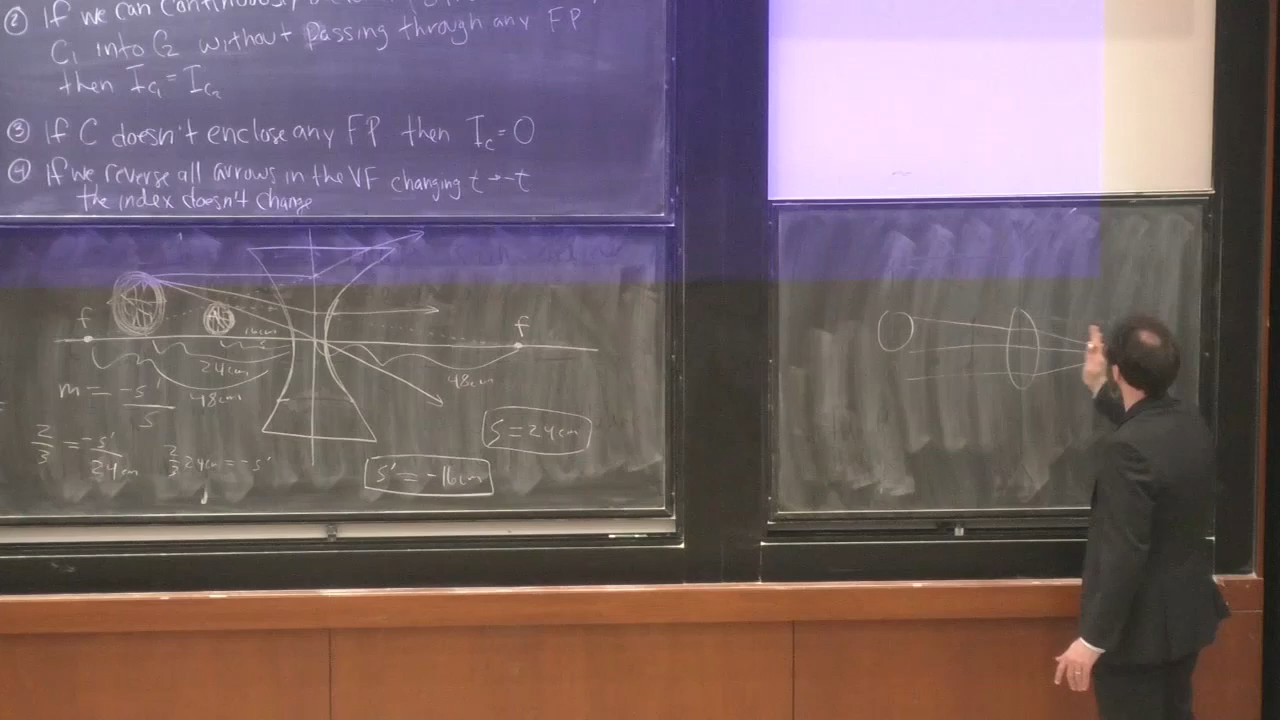 ② If we can continuously
C₁ into C₂ without passing through any FP
then I_C₁ = I_C₂
③ If C doesn't enclose any FP then I_C = 0
④ If we reverse all arrows in the VF changing t → -t
the index doesn't change
f
f
16cm
24cm
48cm
48cm
m = -s'/s
2/3 = -s'/24cm
2/3 24cm = -s'
s' = -16cm
S = 24cm